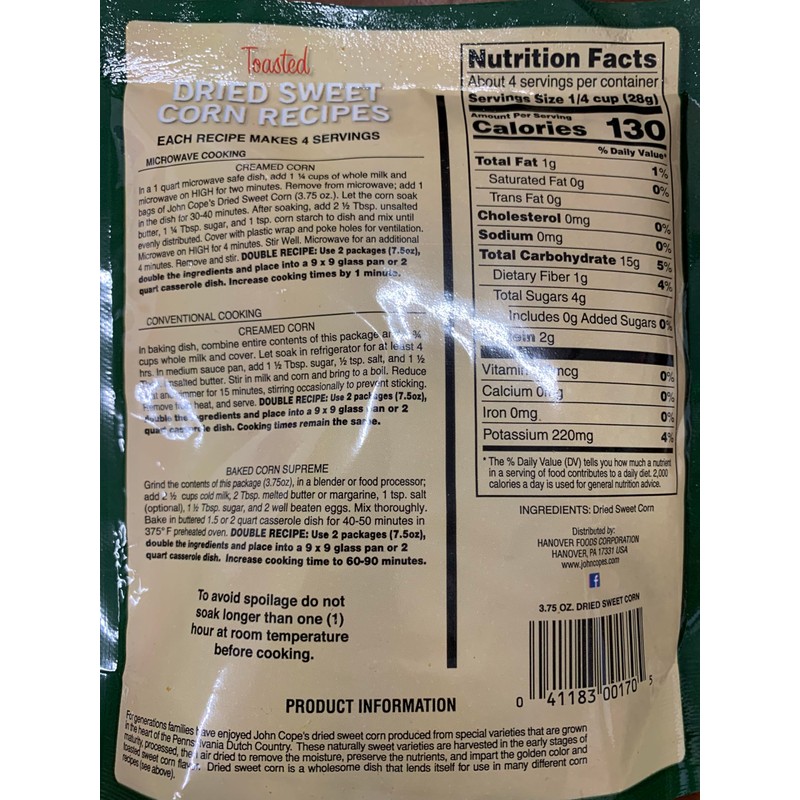 Toasted
DRIED SWEET
CORN RECIPES
EACH RECIPE MAKES 4 SERVINGS
MICROWAVE COOKING
CREAMED CORN
In a 1 quart microwave safe dish, add 1 ¼ cups of whole milk and
microwave on HIGH for two minutes. Remove from microwave; add 1
bags of John Cope's Dried Sweet Corn (3.75 oz.). Let the corn soak
in the dish for 30-40 minutes. After soaking, add 2 ½ Tbsp. unsalted
butter, 1 ¼ Tbsp. sugar, and 1 tsp. corn starch to dish and mix until
evenly distributed. Cover with plastic wrap and poke holes for ventilation.
Microwave on HIGH for 4 minutes. Stir Well. Microwave for an additional
4 minutes. Remove and stir. DOUBLE RECIPE: Use 2 packages (7.5oz),
double the ingredients and place into a 9 x 9 glass pan or 2
quart casserole dish. Increase cooking times by 1 minute.
CONVENTIONAL COOKING
CREAMED CORN
In baking dish, combine entire contents of this package ¾
cups whole milk and cover. Let soak in refrigerator for at least 4
hrs. In medium sauce pan, add 1 ½ Tbsp. sugar, ½ tsp. salt, and 1 ½
unsalted butter. Stir in milk and corn and bring to a boil. Reduce
simmer for 15 minutes, stirring occasionally to prevent sticking.
Remove heat, and serve. DOUBLE RECIPE: Use 2 packages (7.5oz),
double the ingredients and place into a 9 x 9 glass pan or 2
quart casserole dish. Cooking times remain the same.
BAKED CORN SUPREME
Grind the contents of this package (3.75oz), in a blender or food processor;
add 2 ½ cups cold milk, 2 Tbsp. melted butter or margarine, 1 tsp. salt
(optional), 1 ½ Tbsp. sugar, and 2 well beaten eggs. Mix thoroughly.
Bake in buttered 1.5 or 2 quart casserole dish for 40-50 minutes in
375° F preheated oven. DOUBLE RECIPE: Use 2 packages (7.5oz),
double the ingredients and place into a 9 x 9 glass pan or 2
quart casserole dish. Increase cooking time to 60-90 minutes.
To avoid spoilage do not
soak longer than one (1)
hour at room temperature
before cooking.
Nutrition Facts
About 4 servings per container
Servings Size 1/4 cup (28g)
Amount Per Serving
Calories 130
% Daily Value*
Total Fat 1g 1%
Saturated Fat 0g 0%
Trans Fat 0g
Cholesterol 0mg 0%
Sodium 0mg 0%
Total Carbohydrate 15g 5%
Dietary Fiber 1g 4%
Total Sugars 4g
Includes 0g Added Sugars 0%
2g
Vitamin 0%
Calcium 0%
Iron 0mg 0%
Potassium 220mg 4%
* The % Daily Value (DV) tells you how much a nutrient
in a serving of food contributes to a daily diet. 2,000
calories a day is used for general nutrition advice.
INGREDIENTS: Dried Sweet Corn
Distributed by:
HANOVER FOODS CORPORATION
HANOVER, PA 17331 USA
www.johncopes.com
f
3.75 OZ. DRIED SWEET CORN
0 41183 00170 5
PRODUCT INFORMATION
For generations families have enjoyed John Cope's dried sweet corn produced from special varieties that are grown
in the heart of the Pennsylvania Dutch Country. These naturally sweet varieties are harvested in the early stages of
maturity, processed, then air dried to remove the moisture, preserve the nutrients, and impart the golden color and
toasted sweet corn flavor. Dried sweet corn is a wholesome dish that lends itself for use in many different corn
recipes (see above).